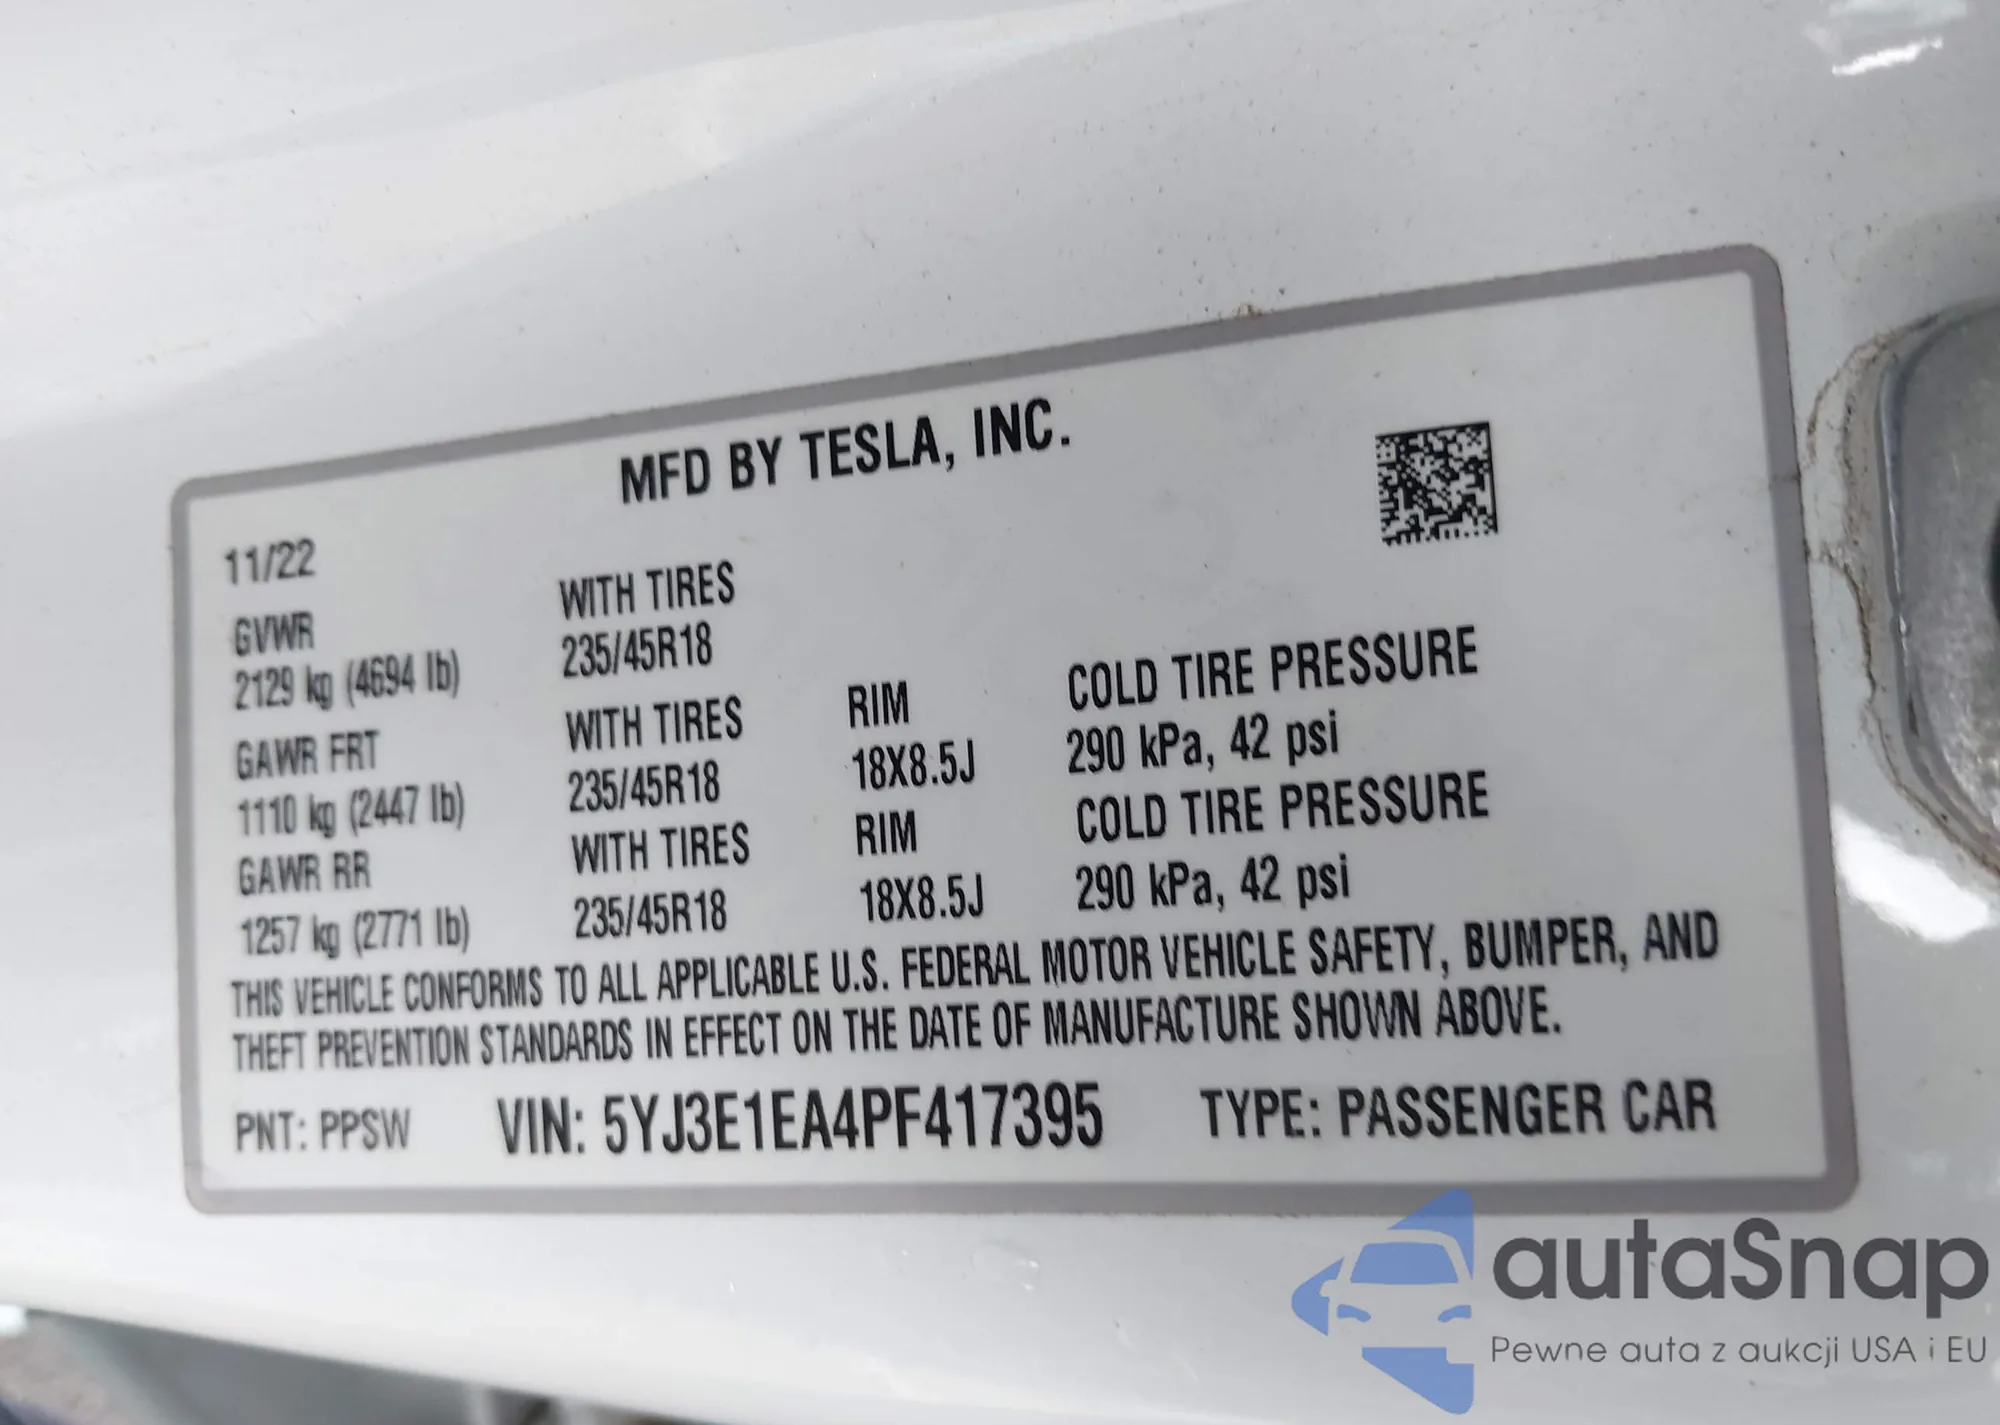 MFD BY TESLA, INC.
11/22
GVWR WITH TIRES
2129 kg (4694 lb) 235/45R18
GAWR FRT WITH TIRES RIM COLD TIRE PRESSURE
1110 kg (2447 lb) 235/45R18 18X8.5J 290 kPa, 42 psi
GAWR RR WITH TIRES RIM COLD TIRE PRESSURE
1257 kg (2771 lb) 235/45R18 18X8.5J 290 kPa, 42 psi
THIS VEHICLE CONFORMS TO ALL APPLICABLE U.S. FEDERAL MOTOR VEHICLE SAFETY, BUMPER, AND
THEFT PREVENTION STANDARDS IN EFFECT ON THE DATE OF MANUFACTURE SHOWN ABOVE.
PNT: PPSW VIN: 5YJ3E1EA4PF417395 TYPE: PASSENGER CAR
autaSnap
Pewne auta z aukcji USA i EU